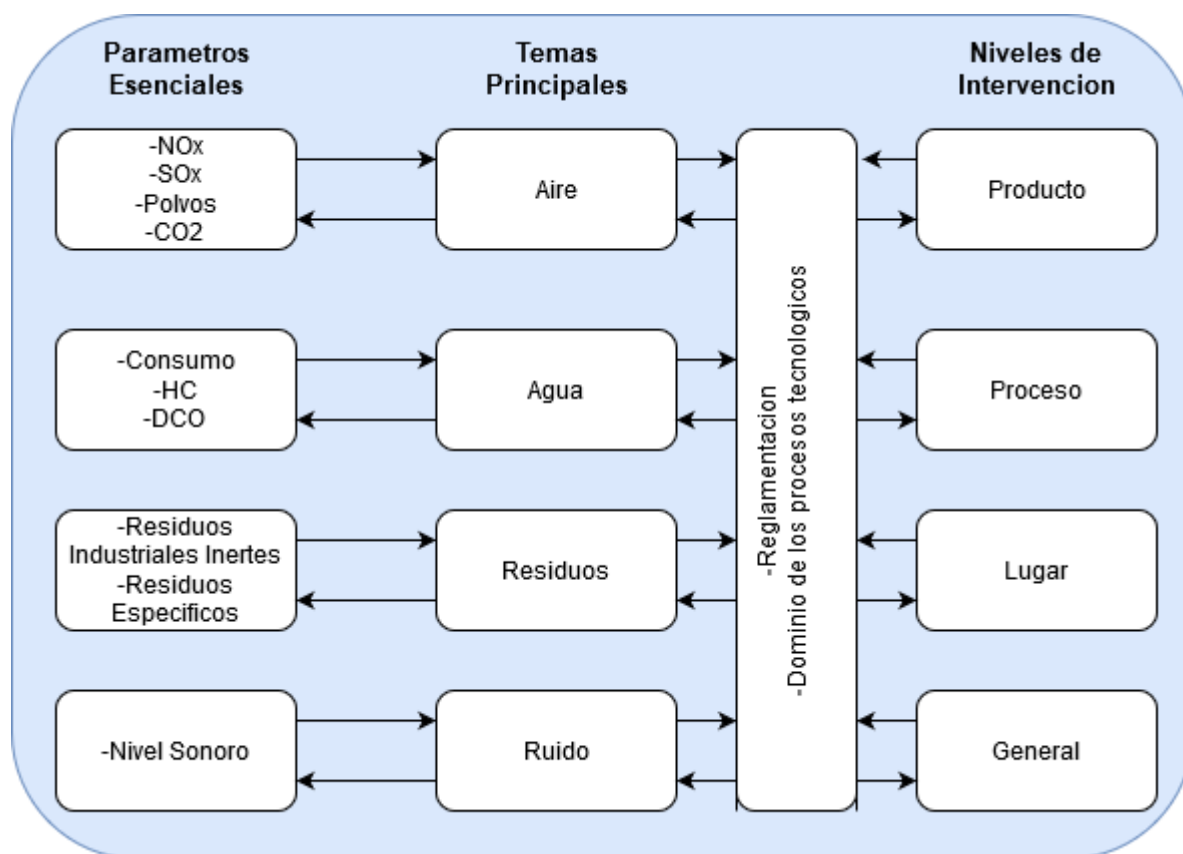 Parametros
Esenciales
Temas
Principales
Niveles de
Intervencion
-NOx
-SOx
-Polvos
-CO2
Aire
Producto
-Consumo
-HC
-DCO
Agua
Proceso
-Reglamentacion
-Dominio de los procesos tecnologicos
-Residuos
Industriales Inertes
-Residuos
Especificos
Residuos
Lugar
-Nivel Sonoro
Ruido
General